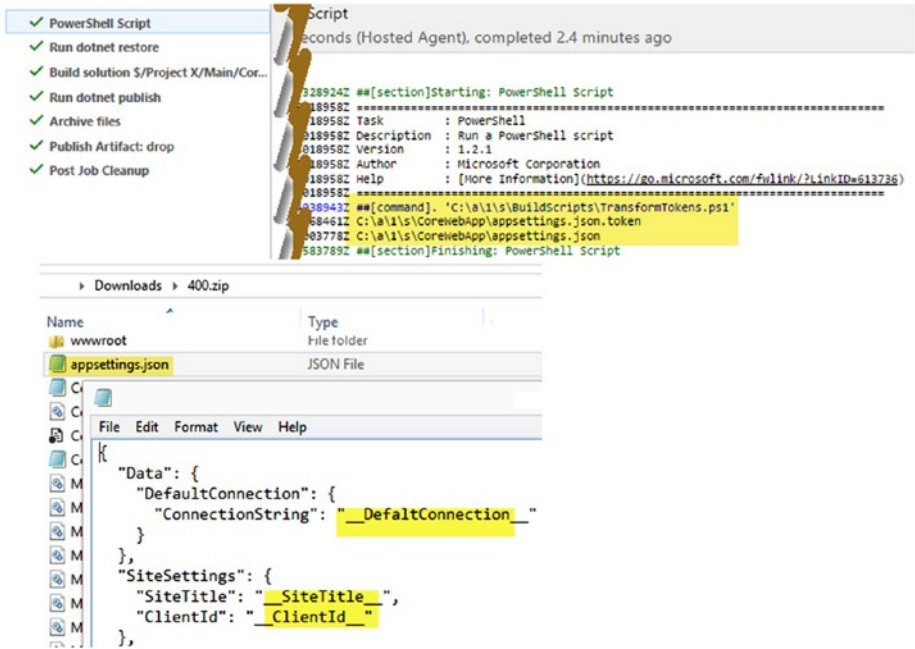 PowerShell Script
Run dotnet restore
Build solution $/Project X/Main/Cor...
Run dotnet publish
Archive files
Publish Artifact: drop
Post Job Cleanup
Script
econds (Hosted Agent), completed 2.4 minutes ago
328924Z ##[section]Starting: PowerShell Script
018958Z ==============================================================================
018958Z Task : PowerShell
018958Z Description : Run a PowerShell script
018958Z Version : 1.2.1
018958Z Author : Microsoft Corporation
018958Z Help : [More Information](https://go.microsoft.com/fwlink/?LinkID=613736)
018958Z ==============================================================================
038943Z ##[command]. 'C:\a\1\s\BuildScripts\TransformTokens.ps1'
68461Z C:\a\1\s\CoreWebApp\appsettings.json.token
003778Z C:\a\1\s\CoreWebApp\appsettings.json
583789Z ##[section]Finishing: PowerShell Script
Downloads 400.zip
Name Type
wwwroot File folder
appsettings.json JSON File
File Edit Format View Help
{
"Data": {
"DefaultConnection": {
"ConnectionString": "__DefaltConnection__"
}
},
"SiteSettings": {
"SiteTitle": "__SiteTitle__",
"ClientId": "__ClientId__"
},